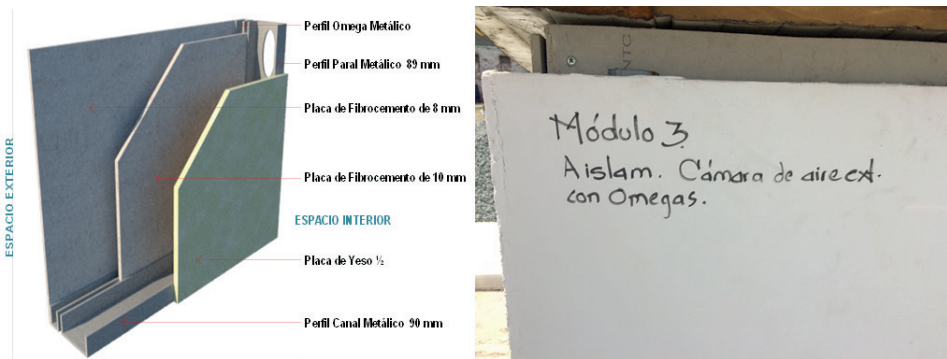 Perfil Omega Metálico
Perfil Paral Metálico 89 mm
Placa de Fibrocemento de 8 mm
Placa de Fibrocemento de 10 mm
ESPACIO EXTERIOR
ESPACIO INTERIOR
Placa de Yeso ½
Perfil Canal Metálico 90 mm
NTC
Módulo 3
Aislam. Cámara de aire ext.
con Omegas.